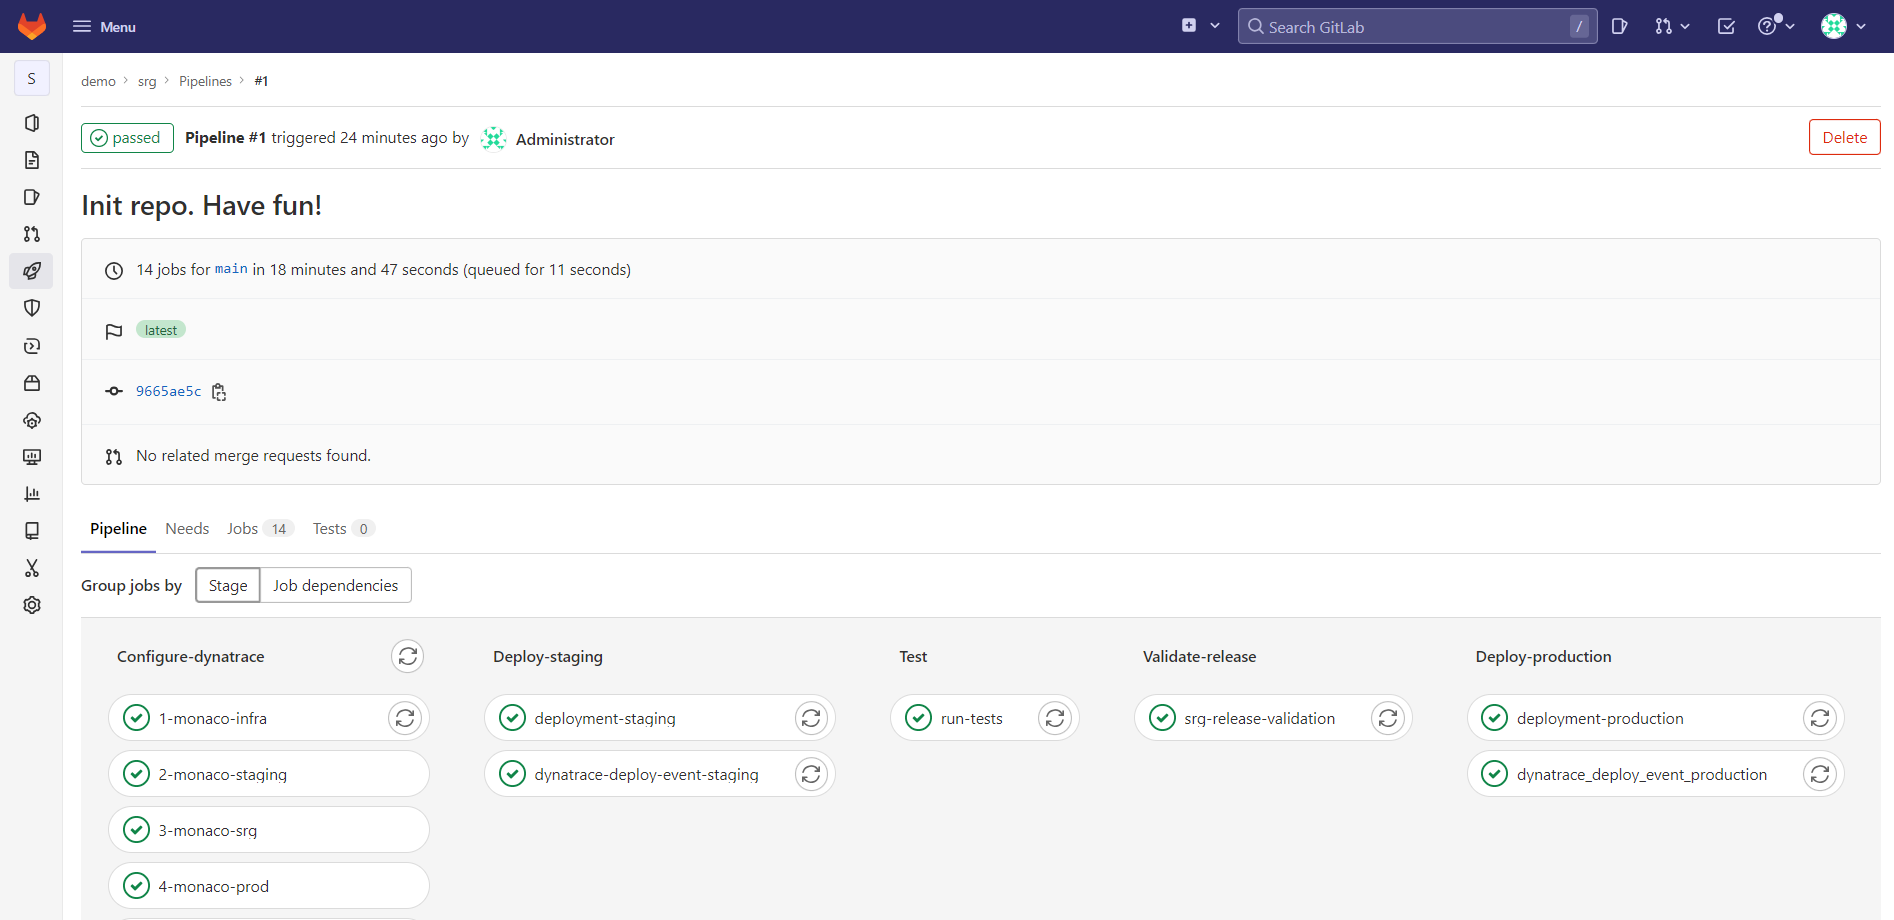 Menu
Search GitLab /
S
demo > srg > Pipelines > #1
passed Pipeline #1 triggered 24 minutes ago by Administrator
Delete
Init repo. Have fun!
14 jobs for main in 18 minutes and 47 seconds (queued for 11 seconds)
latest
9665ae5c
No related merge requests found.
Pipeline Needs Jobs 14 Tests 0
Group jobs by Stage Job dependencies
Configure-dynatrace
1-monaco-infra
2-monaco-staging
3-monaco-srg
4-monaco-prod
Deploy-staging
deployment-staging
dynatrace-deploy-event-staging
Test
run-tests
Validate-release
srg-release-validation
Deploy-production
deployment-production
dynatrace_deploy_event_production